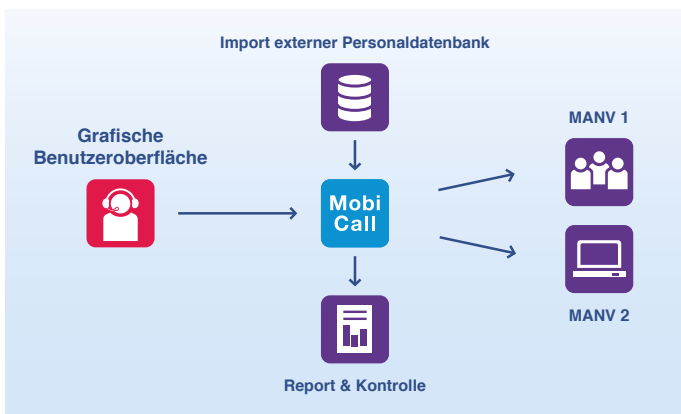 Import externer Personaldatenbank
MANV 1
Grafische
Benutzeroberfläche
Mobi
Call
MANV 2
Report & Kontrolle